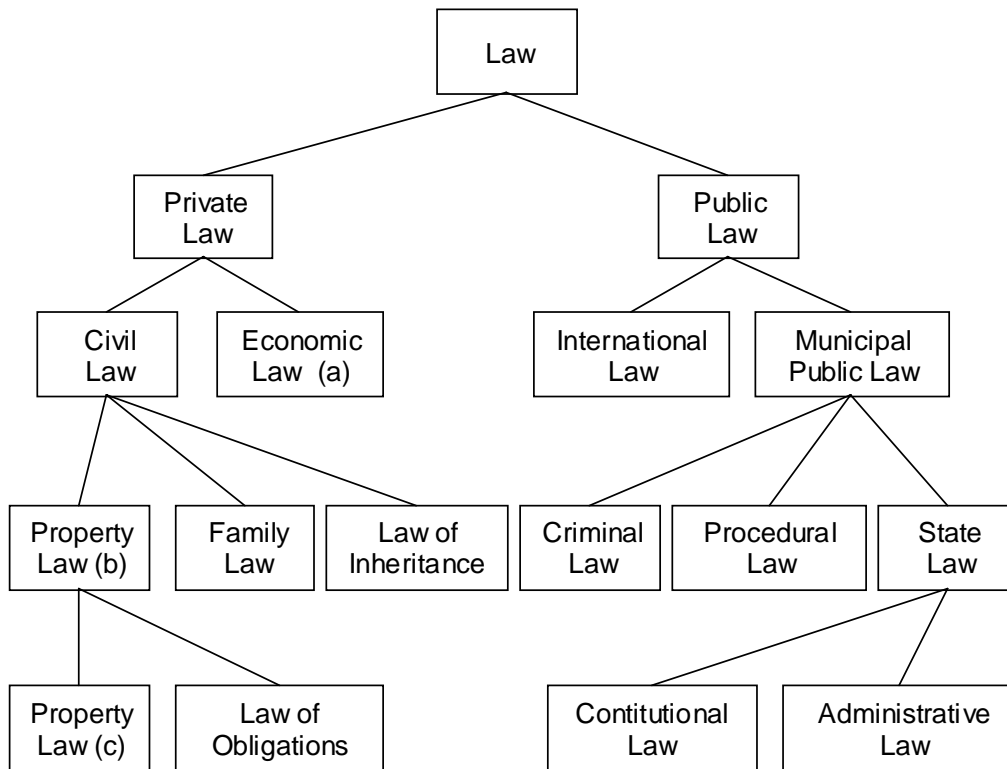 Law
Private
Law
Public
Law
Civil
Law
Economic
Law (a)
International
Law
Municipal
Public Law
Property
Law (b)
Family
Law
Law of
Inheritance
Criminal
Law
Procedural
Law
State
Law
Property
Law (c)
Law of
Obligations
Contitutional
Law
Administrative
Law